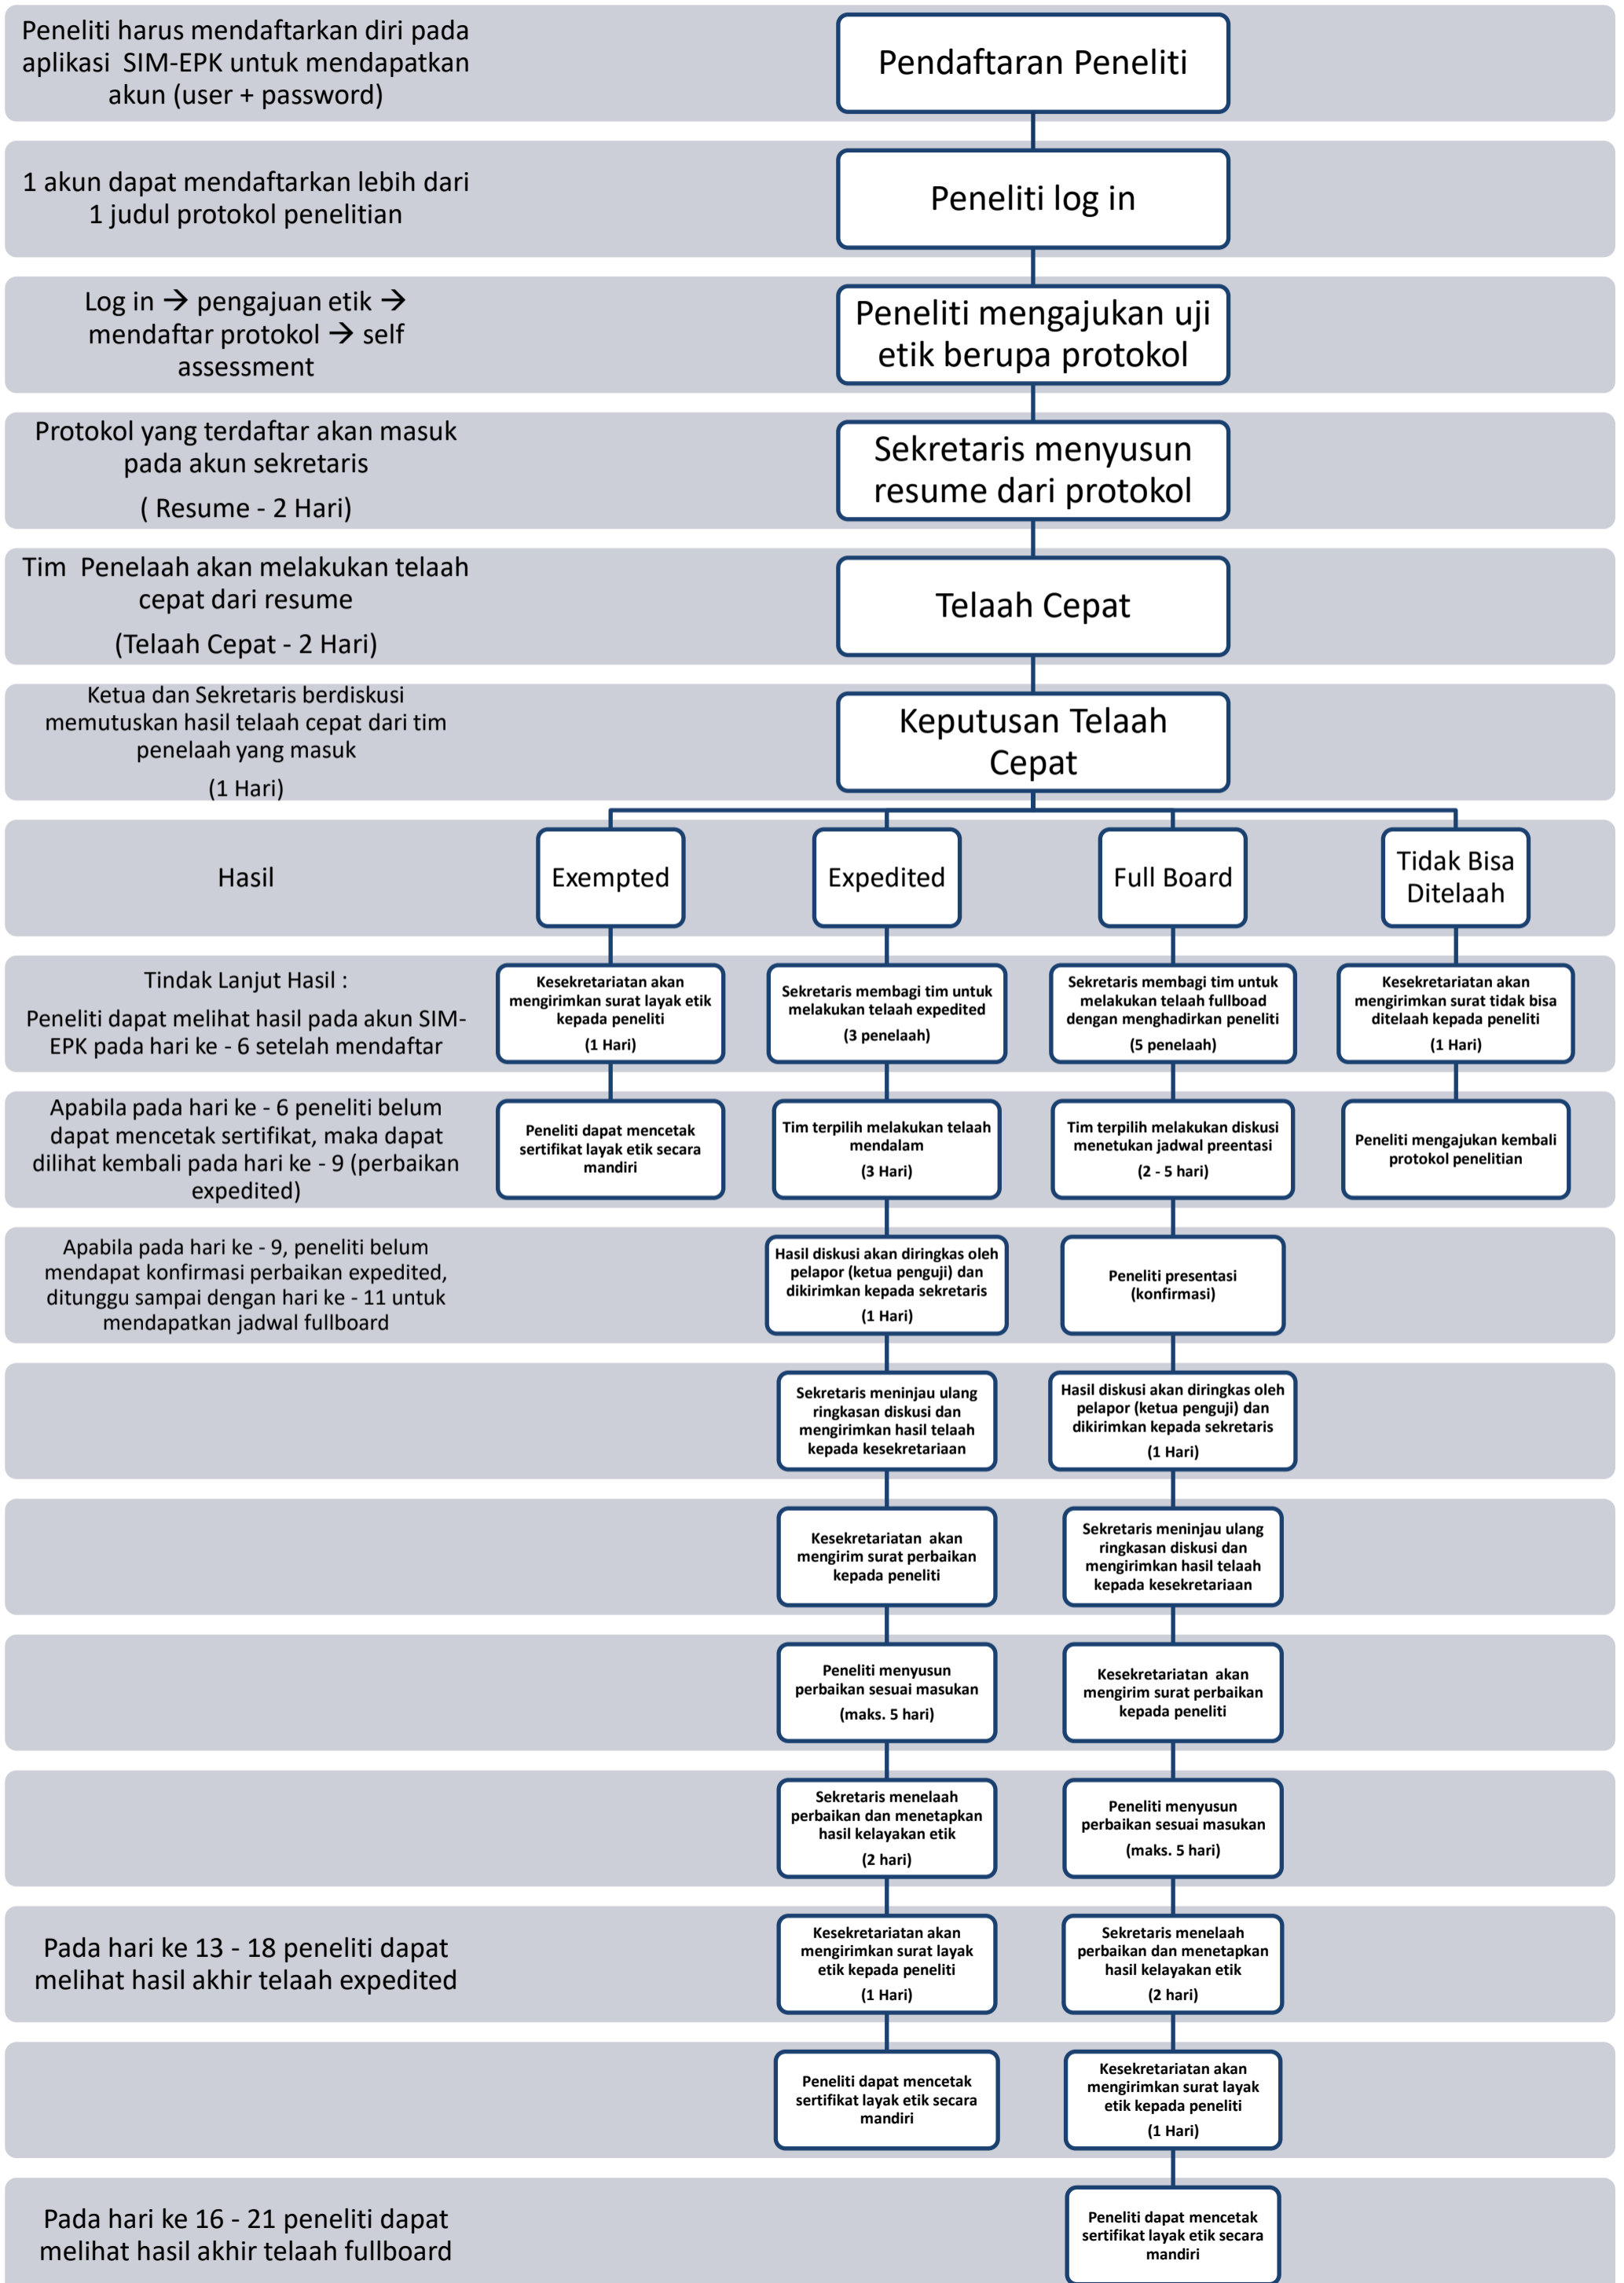 Peneliti harus mendaftarkan diri pada
aplikasi SIM-EPK untuk mendapatkan
akun (user + password)
Pendaftaran Peneliti
1 akun dapat mendaftarkan lebih dari
1 judul protokol penelitian
Peneliti log in
Log in → pengajuan etik →
mendaftar protokol → self
assessment
Peneliti mengajukan uji
etik berupa protokol
Protokol yang terdaftar akan masuk
pada akun sekretaris
( Resume - 2 Hari)
Sekretaris menyusun
resume dari protokol
Tim Penelaah akan melakukan telaah
cepat dari resume
(Telaah Cepat - 2 Hari)
Telaah Cepat
Ketua dan Sekretaris berdiskusi
memutuskan hasil telaah cepat dari tim
penelaah yang masuk
(1 Hari)
Keputusan Telaah
Cepat
Hasil
Exempted
Expedited
Full Board
Tidak Bisa
Ditelaah
Tindak Lanjut Hasil :
Peneliti dapat melihat hasil pada akun SIM-
EPK pada hari ke - 6 setelah mendaftar
Kesekretariatan akan
mengirimkan surat layak etik
kepada peneliti
(1 Hari)
Sekretaris membagi tim untuk
melakukan telaah expedited
(3 penelaah)
Sekretaris membagi tim untuk
melakukan telaah fullboad
dengan menghadirkan peneliti
(5 penelaah)
Kesekretariatan akan
mengirimkan surat tidak bisa
ditelaah kepada peneliti
(1 Hari)
Apabila pada hari ke - 6 peneliti belum
dapat mencetak sertifikat, maka dapat
dilihat kembali pada hari ke - 9 (perbaikan
expedited)
Peneliti dapat mencetak
sertifikat layak etik secara
mandiri
Tim terpilih melakukan telaah
mendalam
(3 Hari)
Tim terpilih melakukan diskusi
menetukan jadwal preentasi
(2 - 5 hari)
Peneliti mengajukan kembali
protokol penelitian
Apabila pada hari ke - 9, peneliti belum
mendapat konfirmasi perbaikan expedited,
ditunggu sampai dengan hari ke - 11 untuk
mendapatkan jadwal fullboard
Hasil diskusi akan diringkas oleh
pelapor (ketua penguji) dan
dikirimkan kepada sekretaris
(1 Hari)
Peneliti presentasi
(konfirmasi)
Sekretaris meninjau ulang
ringkasan diskusi dan
mengirimkan hasil telaah
kepada kesekretariaan
Hasil diskusi akan diringkas oleh
pelapor (ketua penguji) dan
dikirimkan kepada sekretaris
(1 Hari)
Kesekretariatan akan
mengirim surat perbaikan
kepada peneliti
Sekretaris meninjau ulang
ringkasan diskusi dan
mengirimkan hasil telaah
kepada kesekretariaan
Peneliti menyusun
perbaikan sesuai masukan
(maks. 5 hari)
Kesekretariatan akan
mengirim surat perbaikan
kepada peneliti
Sekretaris menelaah
perbaikan dan menetapkan
hasil kelayakan etik
(2 hari)
Peneliti menyusun
perbaikan sesuai masukan
(maks. 5 hari)
Pada hari ke 13 - 18 peneliti dapat
melihat hasil akhir telaah expedited
Kesekretariatan akan
mengirimkan surat layak
etik kepada peneliti
(1 Hari)
Sekretaris menelaah
perbaikan dan menetapkan
hasil kelayakan etik
(2 hari)
Peneliti dapat mencetak
sertifikat layak etik secara
mandiri
Kesekretariatan akan
mengirimkan surat layak
etik kepada peneliti
(1 Hari)
Pada hari ke 16 - 21 peneliti dapat
melihat hasil akhir telaah fullboard
Peneliti dapat mencetak
sertifikat layak etik secara
mandiri